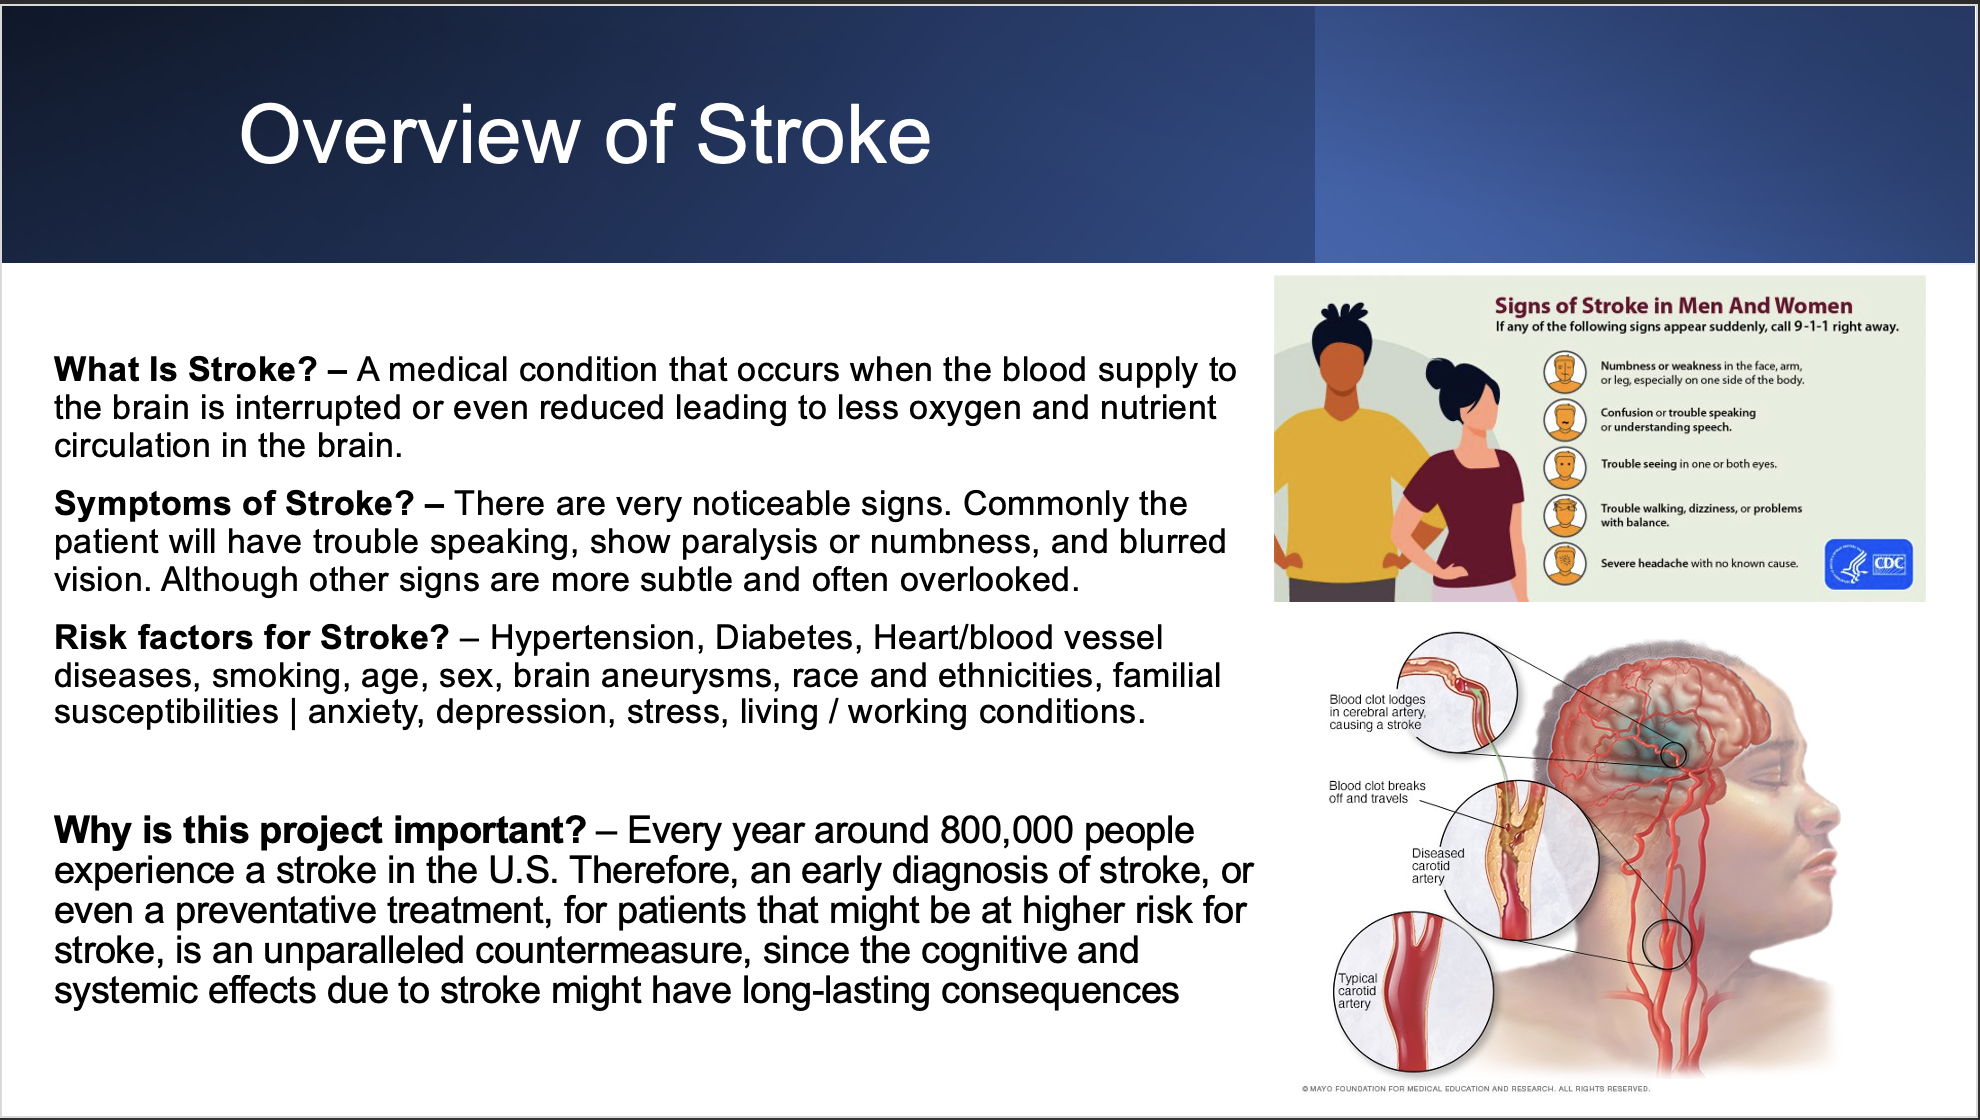 Overview of Stroke
What Is Stroke? – A medical condition that occurs when the blood supply to
the brain is interrupted or even reduced leading to less oxygen and nutrient
circulation in the brain.
Symptoms of Stroke? – There are very noticeable signs. Commonly the
patient will have trouble speaking, show paralysis or numbness, and blurred
vision. Although other signs are more subtle and often overlooked.
Risk factors for Stroke? – Hypertension, Diabetes, Heart/blood vessel
diseases, smoking, age, sex, brain aneurysms, race and ethnicities, familial
susceptibilities | anxiety, depression, stress, living / working conditions.
Why is this project important? – Every year around 800,000 people
experience a stroke in the U.S. Therefore, an early diagnosis of stroke, or
even a preventative treatment, for patients that might be at higher risk for
stroke, is an unparalleled countermeasure, since the cognitive and
systemic effects due to stroke might have long-lasting consequences
Signs of Stroke in Men And Women
If any of the following signs appear suddenly, call 9-1-1 right away.
Numbness or weakness in the face, arm,
or leg, especially on one side of the body.
Confusion or trouble speaking
or understanding speech.
Trouble seeing in one or both eyes.
Trouble walking, dizziness, or problems
with balance.
Severe headache with no known cause.
CDC
Blood clot lodges
in cerebral artery,
causing a stroke
Blood clot breaks
off and travels
Diseased
carotid
artery
Typical
carotid
artery
© MAYO FOUNDATION FOR MEDICAL EDUCATION AND RESEARCH. ALL RIGHTS RESERVED.